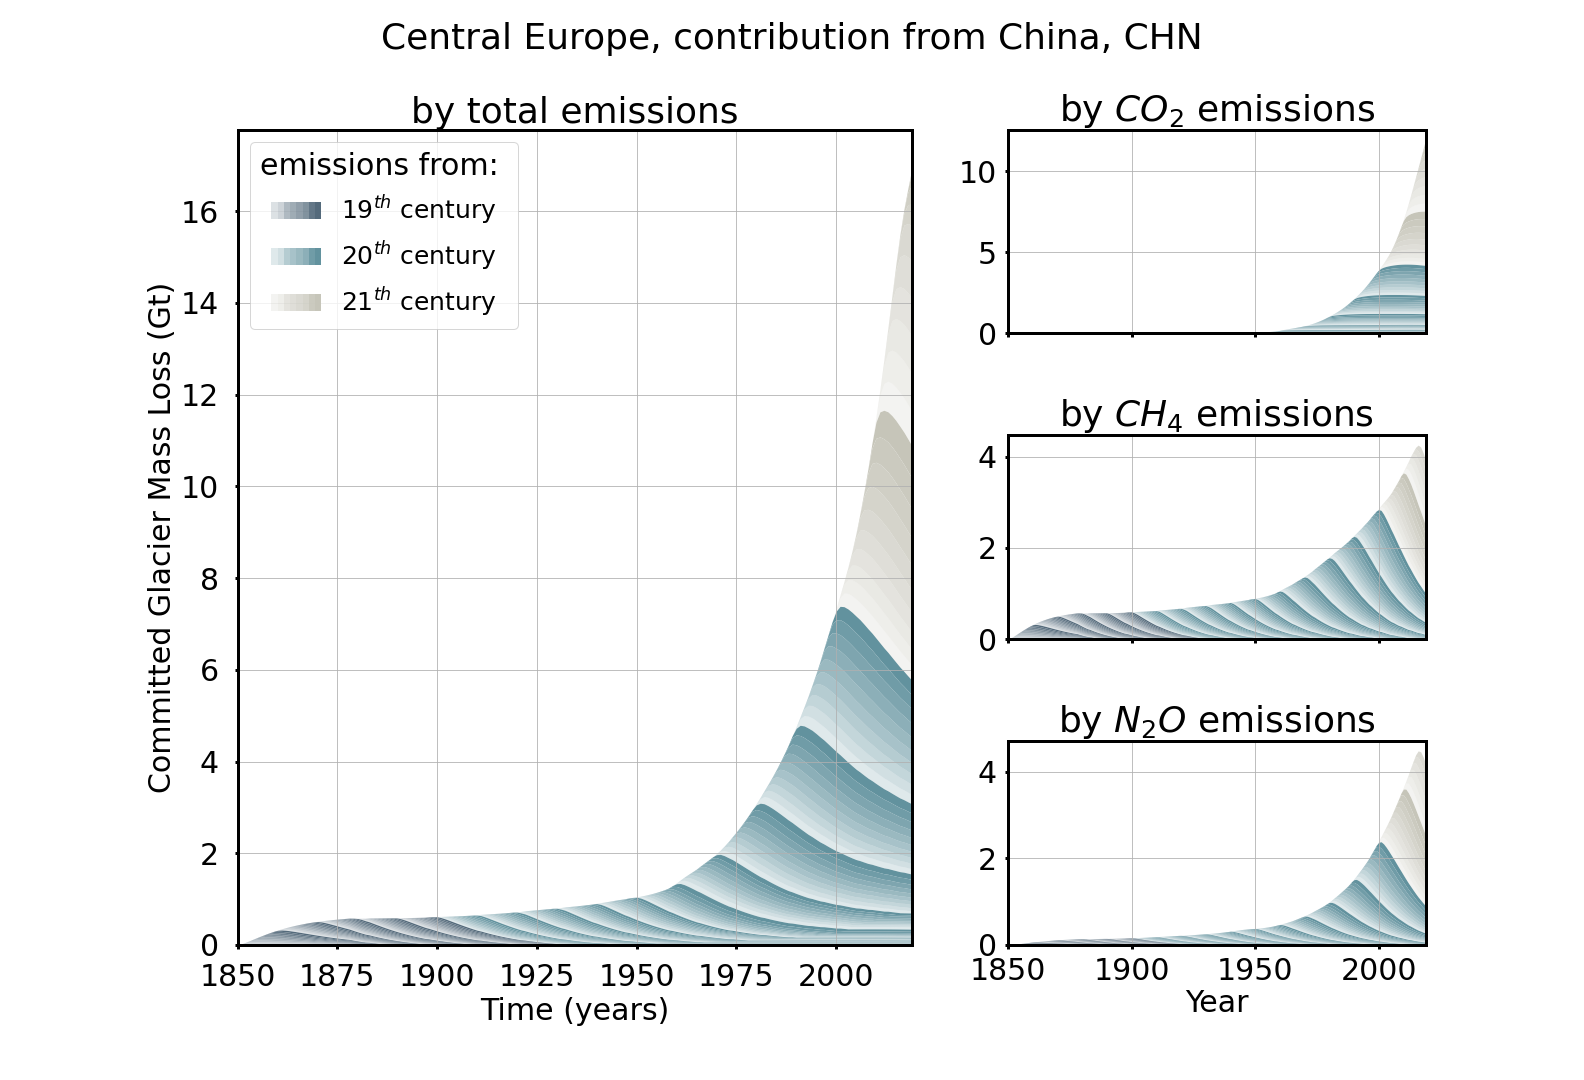 Central Europe, contribution from China, CHN
by total emissions
emissions from:
19th century
20th century
21th century
Committed Glacier Mass Loss (Gt)
16
14
12
10
8
6
4
2
0
1850 1875 1900 1925 1950 1975 2000
Time (years)
by CO2 emissions
10
5
0
by CH4 emissions
4
2
0
by N2O emissions
4
2
0
1850 1900 1950 2000
Year